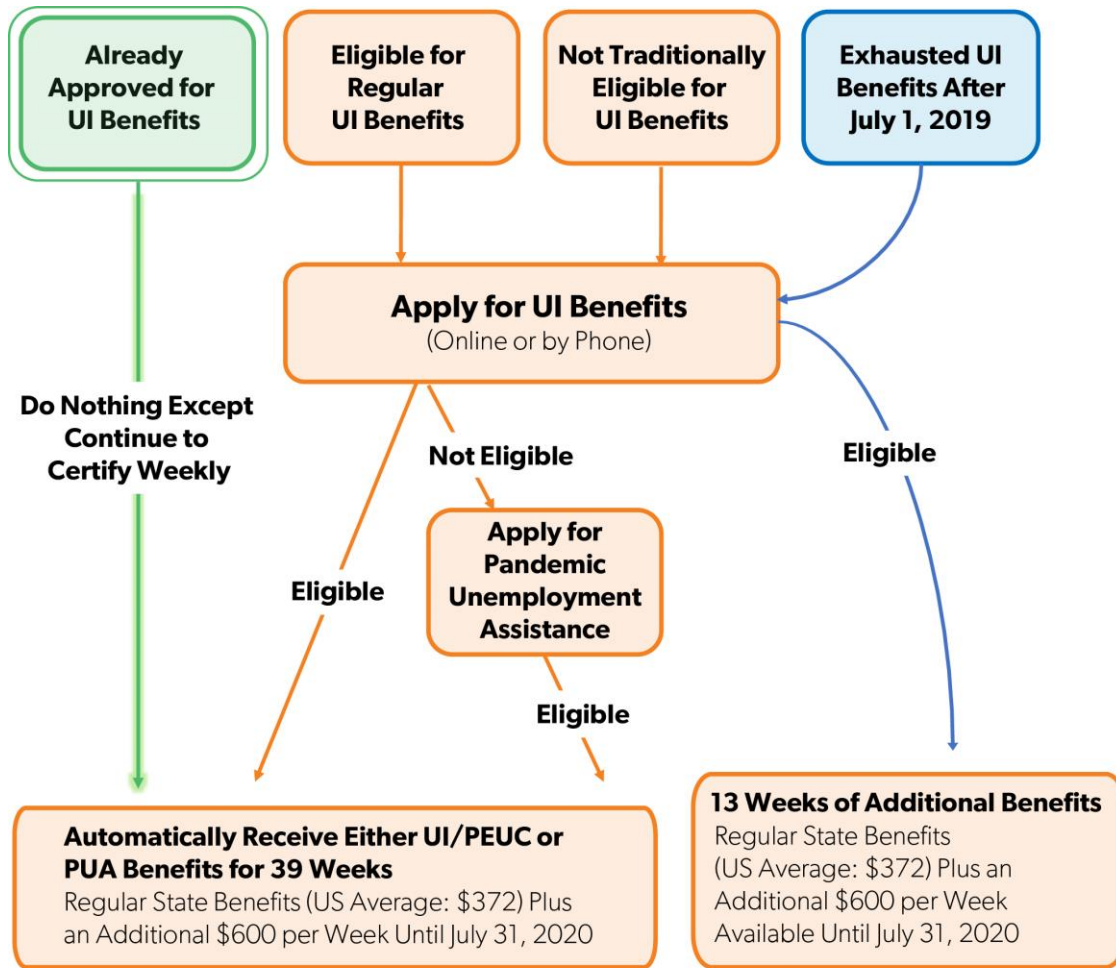 Already
Approved for
UI Benefits
Eligible for
Regular
UI Benefits
Not Traditionally
Eligible for
UI Benefits
Exhausted UI
Benefits After
July 1, 2019
Apply for UI Benefits
(Online or by Phone)
Do Nothing Except
Continue to
Certify Weekly
Not Eligible
Eligible
Apply for
Pandemic
Unemployment
Assistance
Eligible
Eligible
Automatically Receive Either UI/PEUC or
PUA Benefits for 39 Weeks
Regular State Benefits (US Average: $372) Plus
an Additional $600 per Week Until July 31, 2020
13 Weeks of Additional Benefits
Regular State Benefits
(US Average: $372) Plus an
Additional $600 per Week
Available Until July 31, 2020